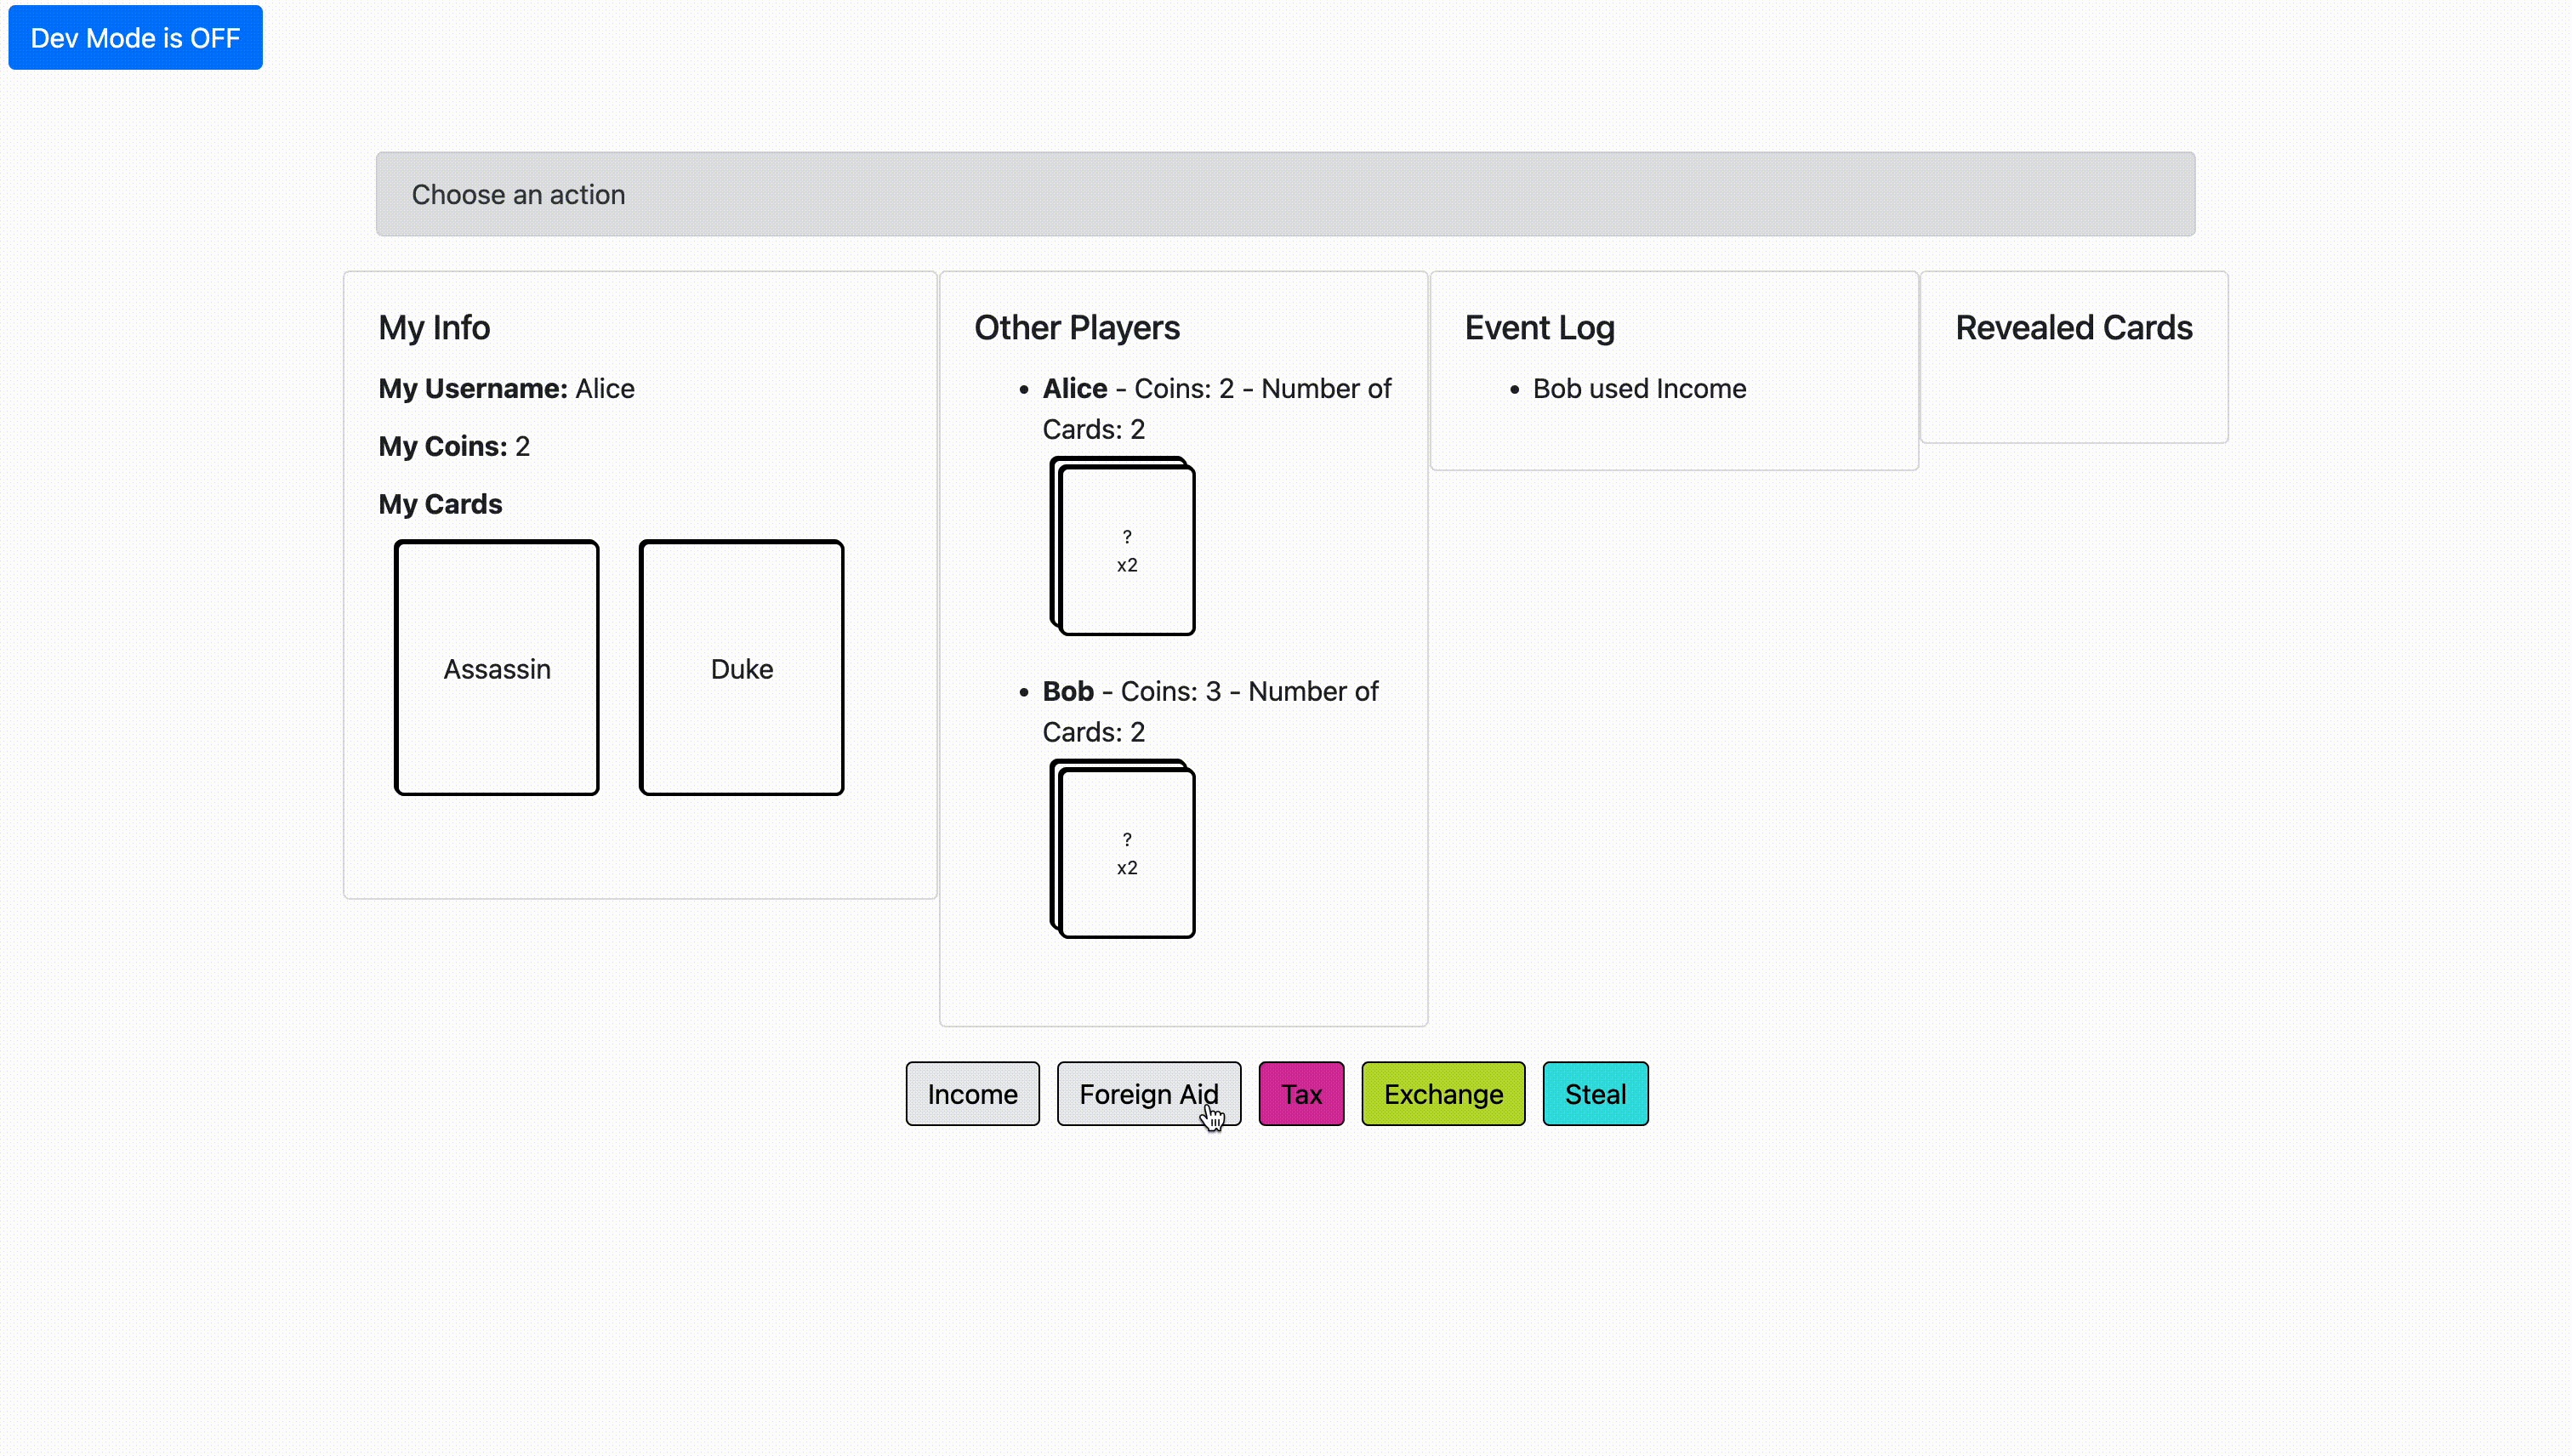 Dev Mode is OFF
Choose an action
My Info
My Username: Alice
My Coins: 2
My Cards
Assassin
Duke
Other Players
• Alice - Coins: 2 - Number of
Cards: 2
?
x2
• Bob - Coins: 3 - Number of
Cards: 2
?
x2
Event Log
• Bob used Income
Revealed Cards
Income
Foreign Aid
Tax
Exchange
Steal